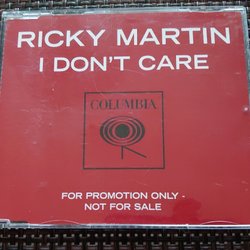 RICKY MARTIN
I DON'T CARE
COLUMBIA
FOR PROMOTION ONLY -
NOT FOR SALE